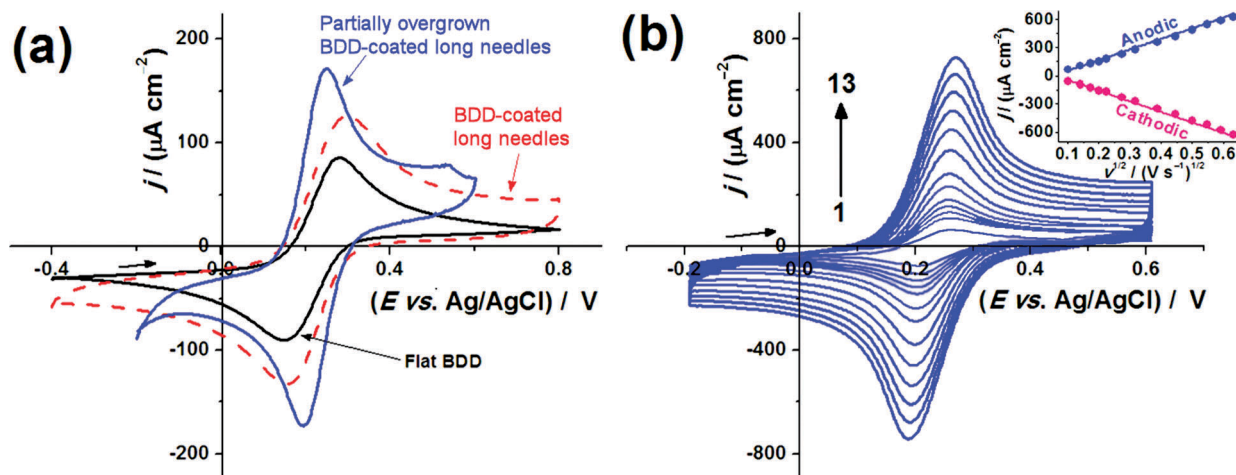 (a)
200
100
0
-100
-200
j / (µA cm⁻²)
Partially overgrown
BDD-coated long needles
BDD-coated
long needles
-0.4
0.0
0.4
0.8
(E vs. Ag/AgCl) / V
Flat BDD
(b)
800
400
0
-400
-800
j / (µA cm⁻²)
13
1
-0.2
0.0
0.2
0.4
0.6
(E vs. Ag/AgCl) / V
600
300
0
-300
-600
j / (µA cm⁻²)
Anodic
Cathodic
0.1 0.2 0.3 0.4 0.5 0.6
v¹ᐟ² / (V s⁻¹)¹ᐟ²